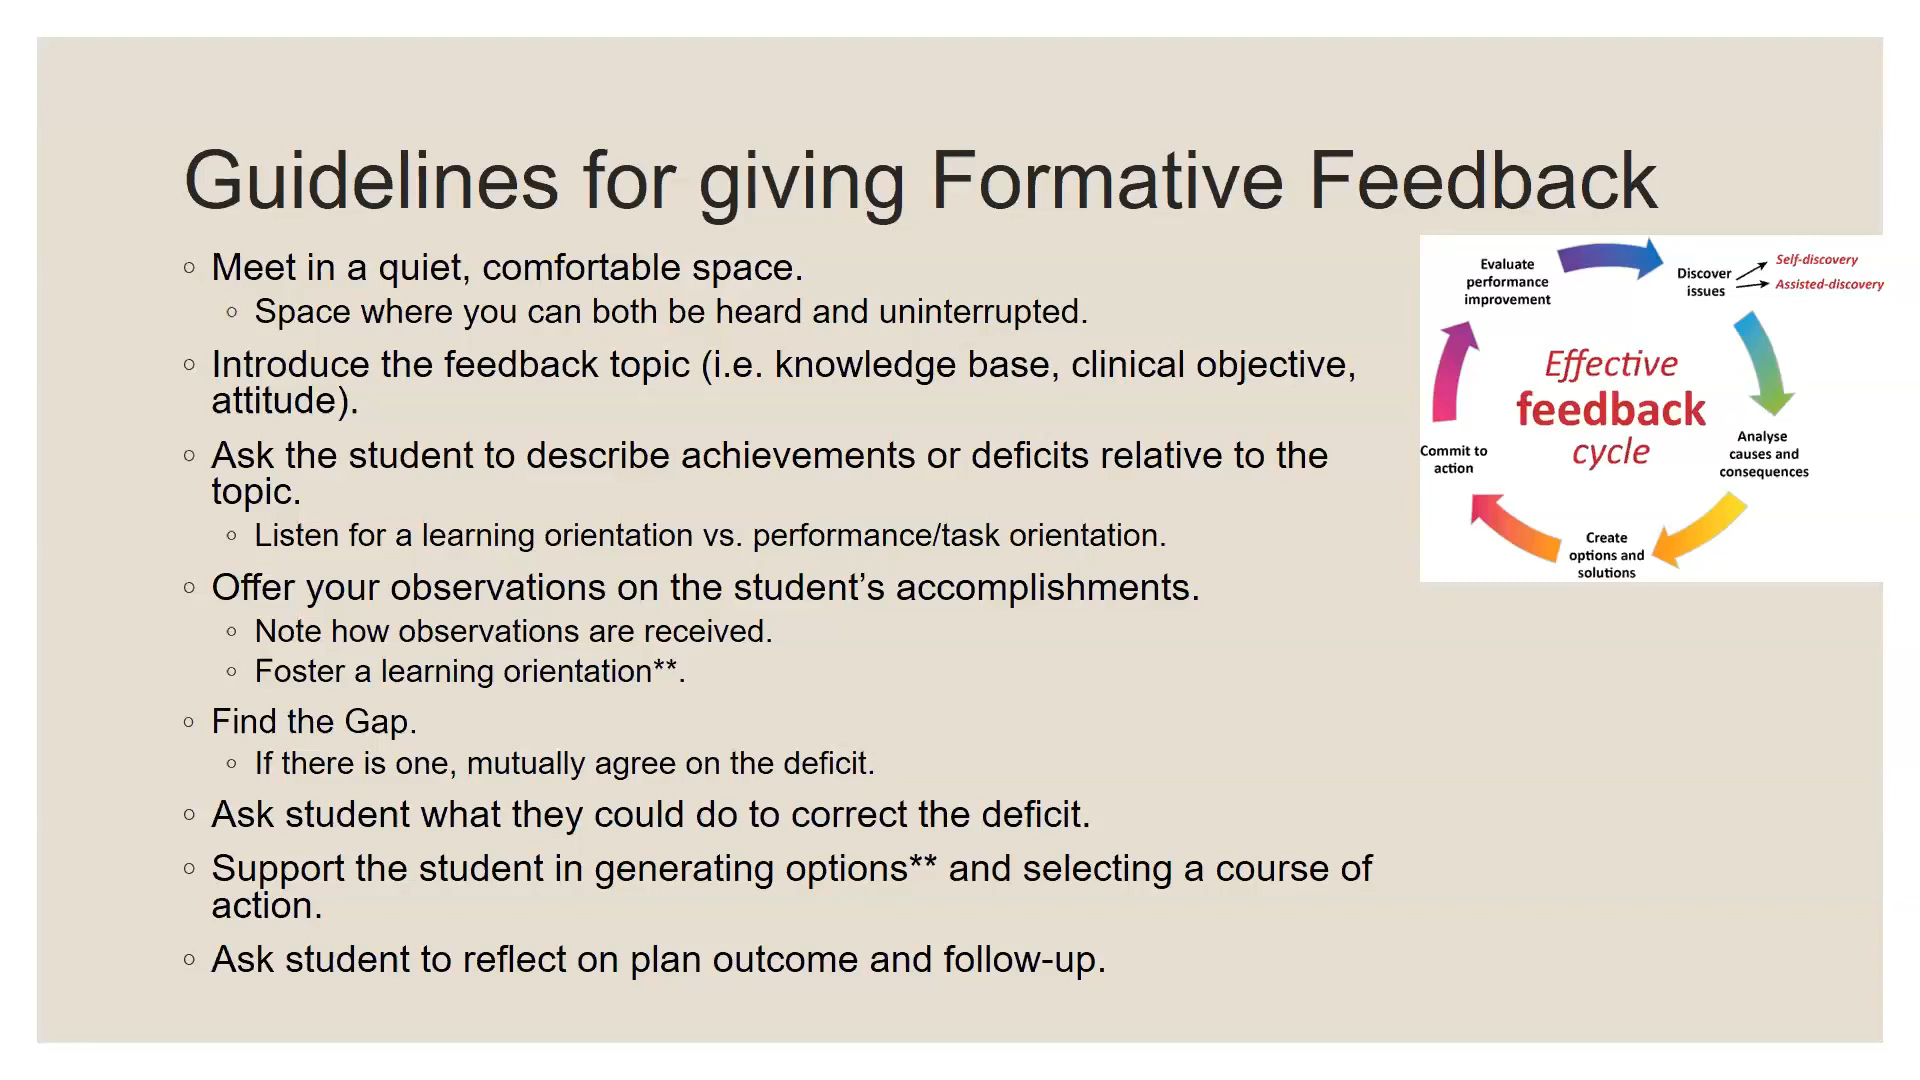 Guidelines for giving Formative Feedback
◦ Meet in a quiet, comfortable space.
◦ Space where you can both be heard and uninterrupted.
◦ Introduce the feedback topic (i.e. knowledge base, clinical objective,
attitude).
◦ Ask the student to describe achievements or deficits relative to the
topic.
◦ Listen for a learning orientation vs. performance/task orientation.
◦ Offer your observations on the student’s accomplishments.
◦ Note how observations are received.
◦ Foster a learning orientation**.
◦ Find the Gap.
◦ If there is one, mutually agree on the deficit.
◦ Ask student what they could do to correct the deficit.
◦ Support the student in generating options** and selecting a course of
action.
◦ Ask student to reflect on plan outcome and follow-up.
Evaluate
performance
improvement
Discover
issues
Self-discovery
Assisted-discovery
Effective
feedback
cycle
Analyse
causes and
consequences
Create
options and
solutions
Commit to
action